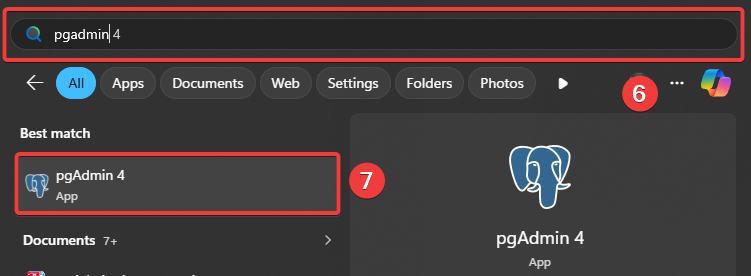 pgadmin 4
All Apps Documents Web Settings Folders Photos
6
Best match
pgAdmin 4
App
7
Documents 7+
pgAdmin 4
App